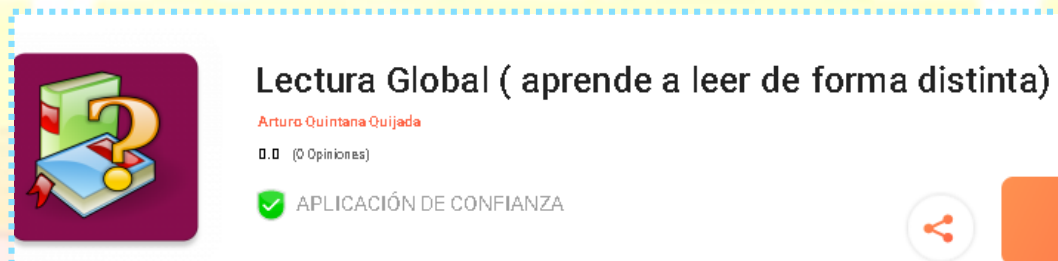 Lectura Global ( aprende a leer de forma distinta)
Arturo Quintana Quijada
0.0 (0 Opiniones)
APLICACIÓN DE CONFIANZA